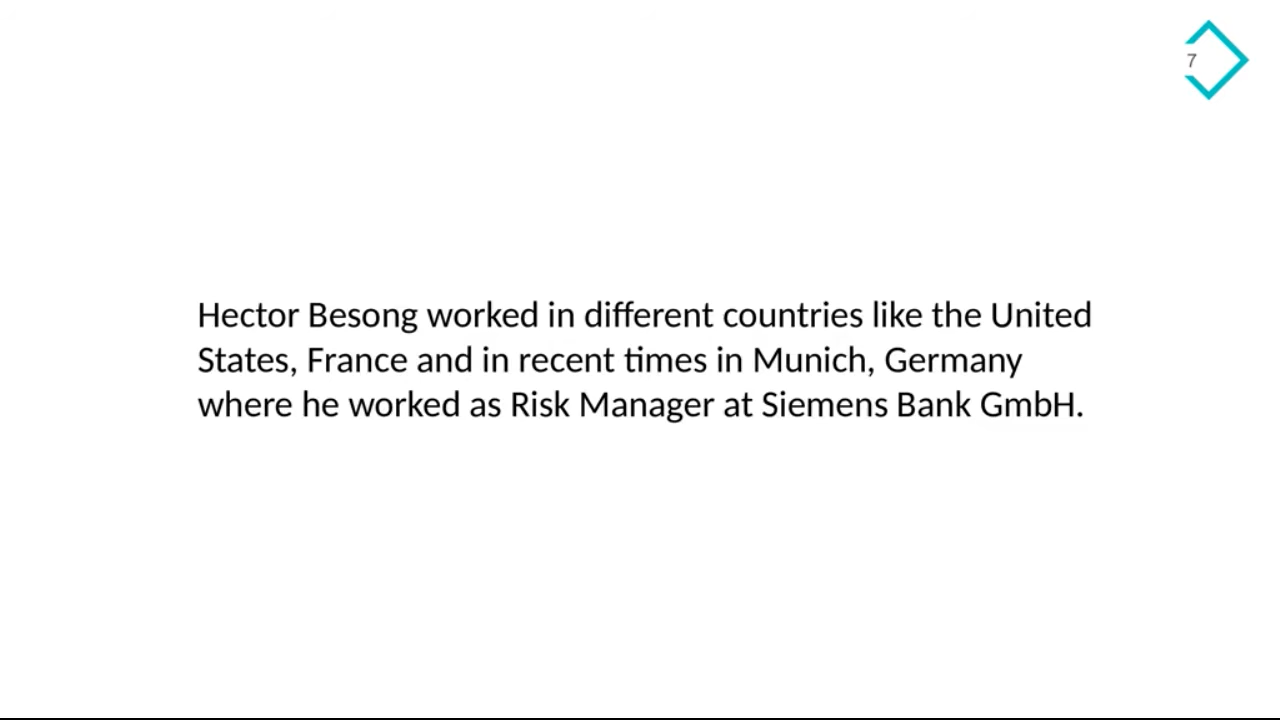 7
Hector Besong worked in different countries like the United
States, France and in recent times in Munich, Germany
where he worked as Risk Manager at Siemens Bank GmbH.